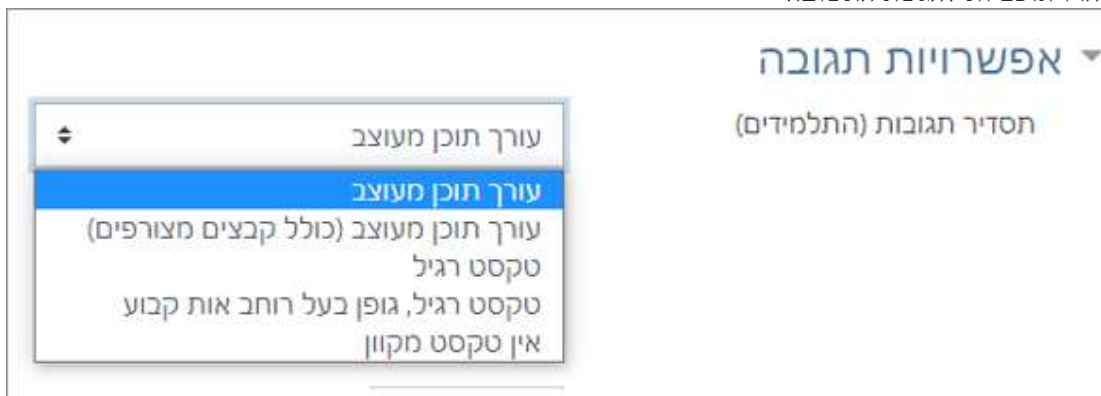 אפשרויות תגובה
תסדיר תגובות (התלמידים)
עורך תוכן מעוצב
עורך תוכן מעוצב
עורך תוכן מעוצב (כולל קבצים מצורפים)
טקסט רגיל
טקסט רגיל, גופן בעל רוחב אות קבוע
אין טקסט מקוון